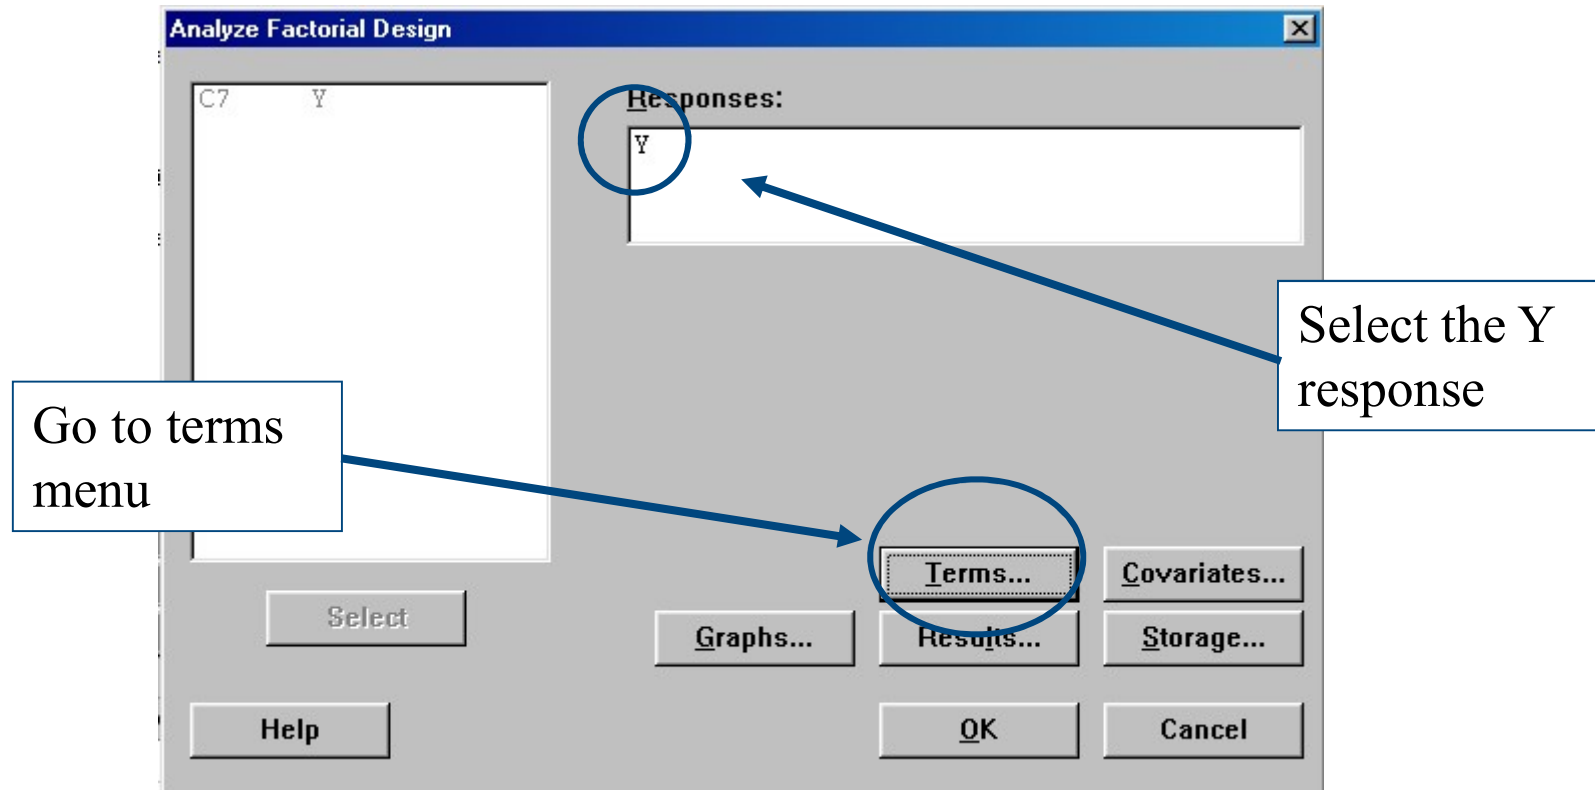 Analyze Factorial Design
C7 Y
Responses:
Y
Select the Y
response
Go to terms
menu
Terms...
Covariates...
Select
Graphs...
Results...
Storage...
Help
OK
Cancel